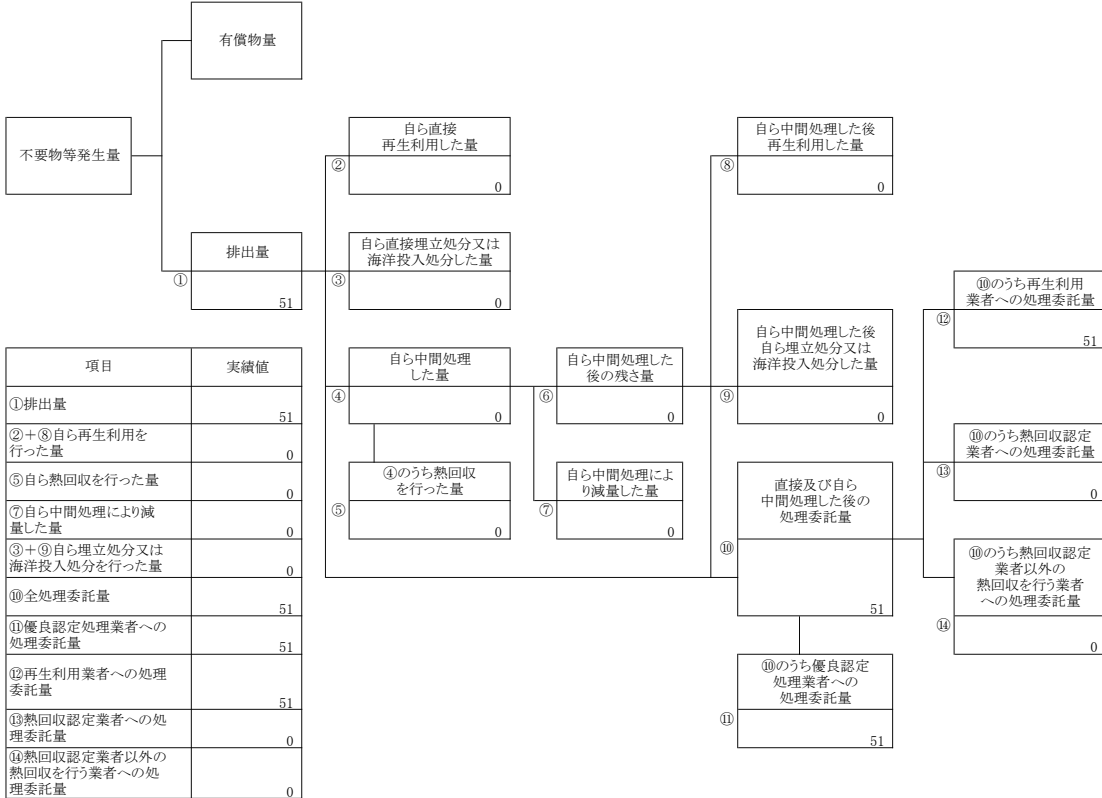 有償物量
不要物等発生量
自ら直接
再生利用した量
②
0
自ら中間処理した後
再生利用した量
⑧
0
排出量
①
51
自ら直接埋立処分又は
海洋投入処分した量
③
0
⑩のうち再生利用
業者への処理委託量
⑫
51
自ら中間処理した後
自ら埋立処分又は
海洋投入処分した量
⑨
0
自ら中間処理
した量
④
0
自ら中間処理した
後の残さ量
⑥
0
⑩のうち熱回収認定
業者への処理委託量
⑬
0
④のうち熱回収
を行った量
⑤
0
自ら中間処理によ
り減量した量
⑦
0
直接及び自ら
中間処理した後の
処理委託量
⑩
51
⑩のうち熱回収認定
業者以外の
熱回収を行う業者
への処理委託量
⑭
0
⑩のうち優良認定
処理業者への
処理委託量
⑪
51
項目 実績値
①排出量
51
②+⑧自ら再生利用を
行った量
0
⑤自ら熱回収を行った量
0
⑦自ら中間処理により減
量した量
0
③+⑨自ら埋立処分又は
海洋投入処分を行った量
0
⑩全処理委託量
51
⑪優良認定処理業者への
処理委託量
51
⑫再生利用業者への処理
委託量
51
⑬熱回収認定業者への処
理委託量
0
⑭熱回収認定業者以外の
熱回収を行う業者への処
理委託量
0